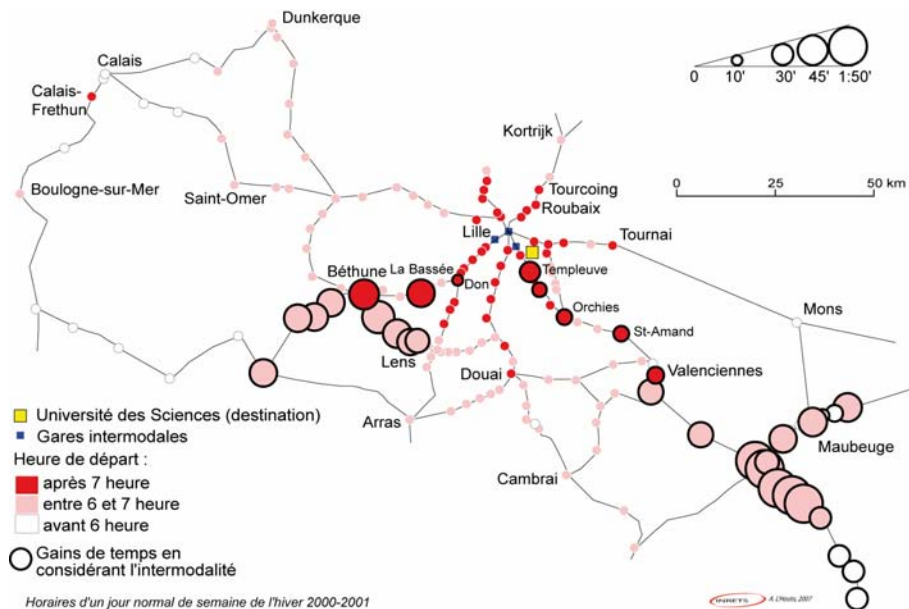 Dunkerque
Calais
Calais-
Frethun
Boulogne-sur-Mer
Saint-Omer
0 10' 30' 45' 1:50'
Kortrijk
0 25 50 km
Tourcoing
Roubaix
Lille
Tournai
Béthune
La Bassée
Don
Templeuve
Orchies
St-Amand
Mons
Lens
Douai
Valenciennes
Arras
Maubeuge
Cambrai
Université des Sciences (destination)
Gares intermodales
Heure de départ :
après 7 heure
entre 6 et 7 heure
avant 6 heure
Gains de temps en
considérant l'intermodalité
Horaires d'un jour normal de semaine de l'hiver 2000-2001
INRETS
A. L'Hostis, 2007